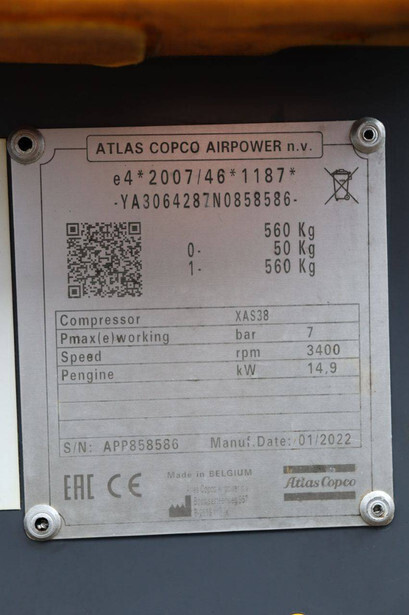 ATLAS COPCO AIRPOWER n.v.
e4*2007/46*1187*
-YA3064287N0858586-
560 Kg
0- 50 Kg
1- 560 Kg
Compressor XAS38
Pmax(e)working bar 7
Speed rpm 3400
Pengine kW 14,9
S/N: APP858586 Manuf.Date: 01/2022
EAC CE
Made in BELGIUM
Atlas Copco